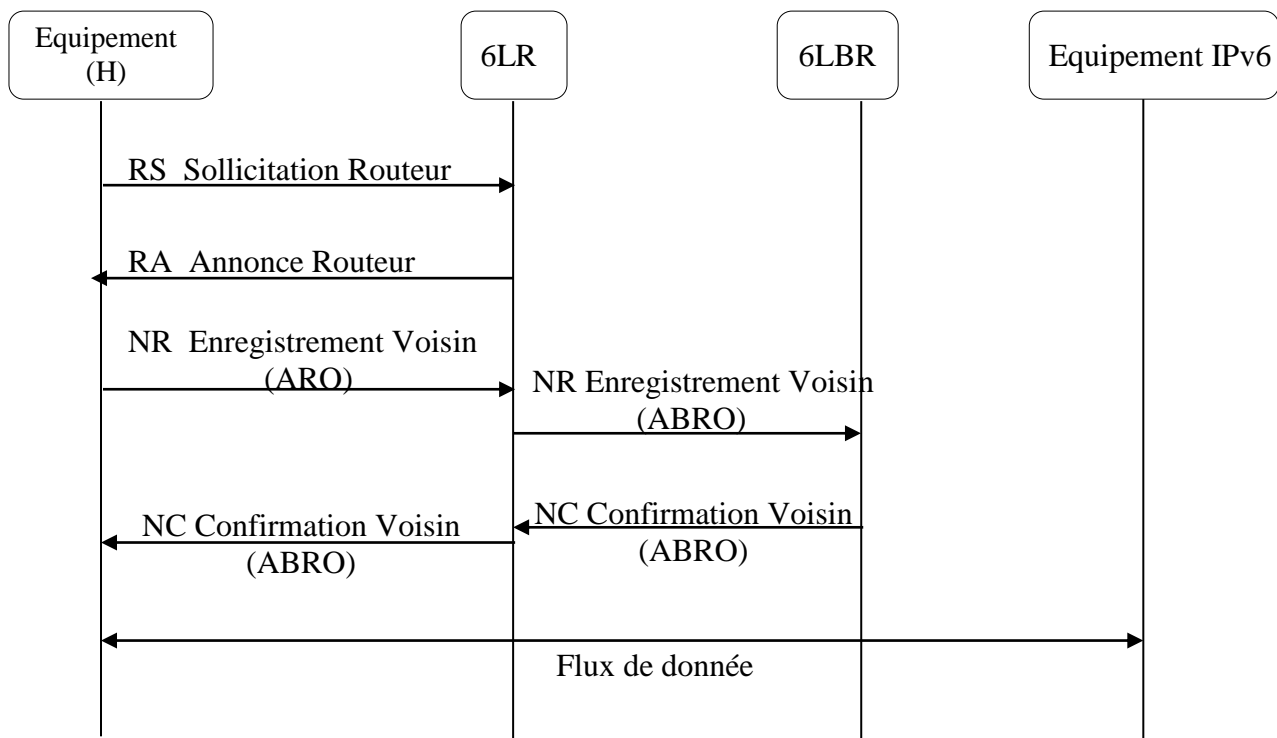 Equipement
(H)
6LR
6LBR
Equipement IPv6
RS Sollicitation Routeur
RA Annonce Routeur
NR Enregistrement Voisin
(ARO)
NR Enregistrement Voisin
(ABRO)
NC Confirmation Voisin
(ABRO)
NC Confirmation Voisin
(ABRO)
Flux de donnée